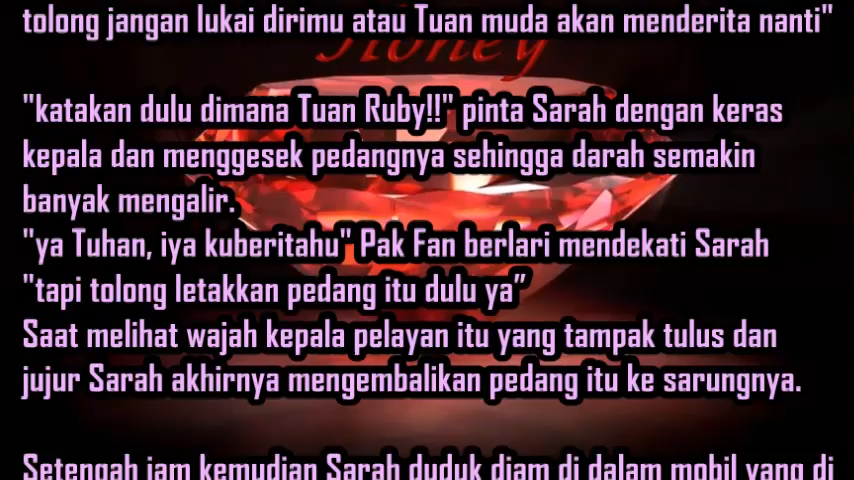 tolong jangan lukai dirimu atau Tuan muda akan menderita nanti"
Honey
"katakan dulu dimana Tuan Ruby!!" pinta Sarah dengan keras
kepala dan menggesek pedangnya sehingga darah semakin
banyak mengalir.
"ya Tuhan, iya kuberitahu" Pak Fan berlari mendekati Sarah
"tapi tolong letakkan pedang itu dulu ya”
Saat melihat wajah kepala pelayan itu yang tampak tulus dan
jujur Sarah akhirnya mengembalikan pedang itu ke sarungnya.
Setengah jam kemudian Sarah duduk diam di dalam mobil yang di